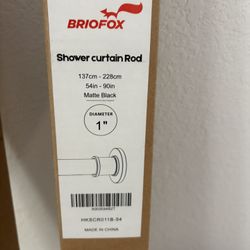 BRIOFOX
Shower curtain Rod
137cm - 228cm
54in - 90in
Matte Black
DIAMETER
1"
HKSCR011B-54
MADE IN CHINA